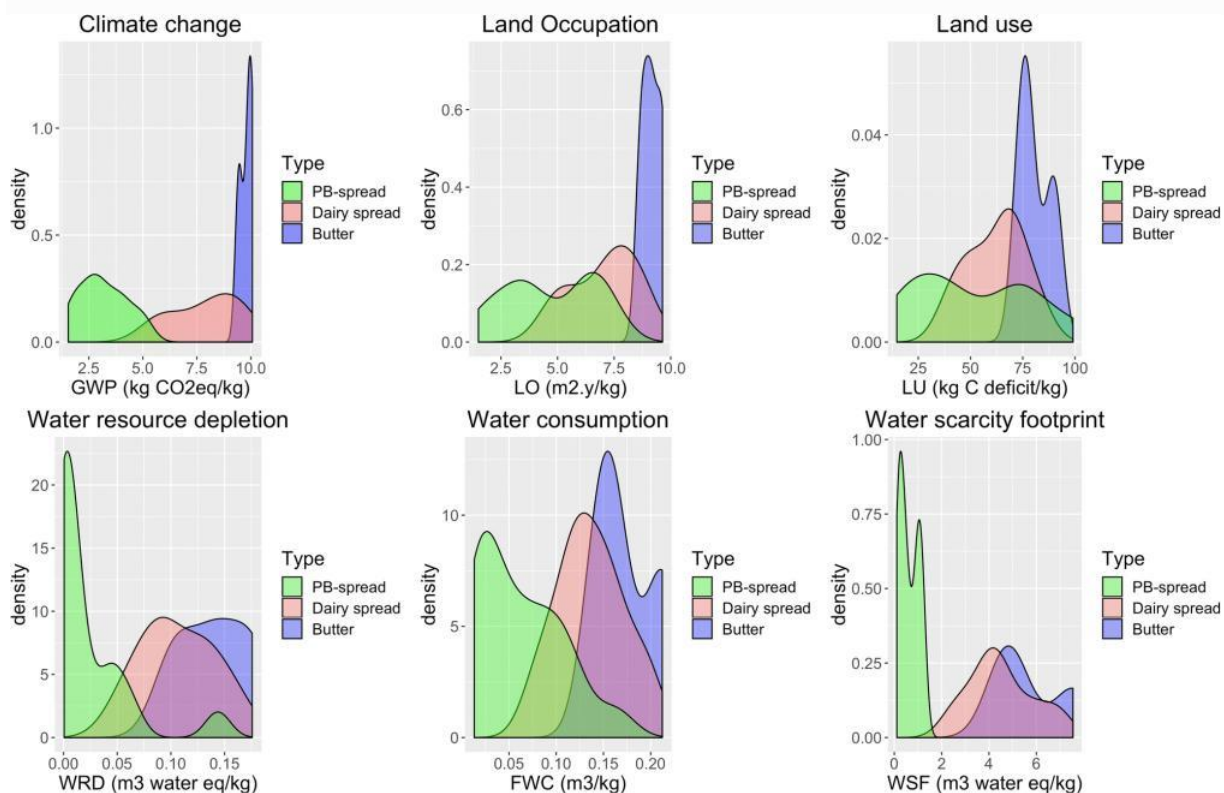 Climate change
density
1.0
0.5
0.0
2.5 5.0 7.5 10.0
GWP (kg CO2eq/kg)
Type
PB-spread
Dairy spread
Butter
Land Occupation
density
0.6
0.4
0.2
0.0
2.5 5.0 7.5 10.0
LO (m2.y/kg)
Type
PB-spread
Dairy spread
Butter
Land use
density
0.04
0.02
0.00
25 50 75 100
LU (kg C deficit/kg)
Type
PB-spread
Dairy spread
Butter
Water resource depletion
density
20
15
10
5
0
0.00 0.05 0.10 0.15
WRD (m3 water eq/kg)
Type
PB-spread
Dairy spread
Butter
Water consumption
density
10
5
0
0.05 0.10 0.15 0.20
FWC (m3/kg)
Type
PB-spread
Dairy spread
Butter
Water scarcity footprint
density
1.00
0.75
0.50
0.25
0.00
0 2 4 6
WSF (m3 water eq/kg)
Type
PB-spread
Dairy spread
Butter